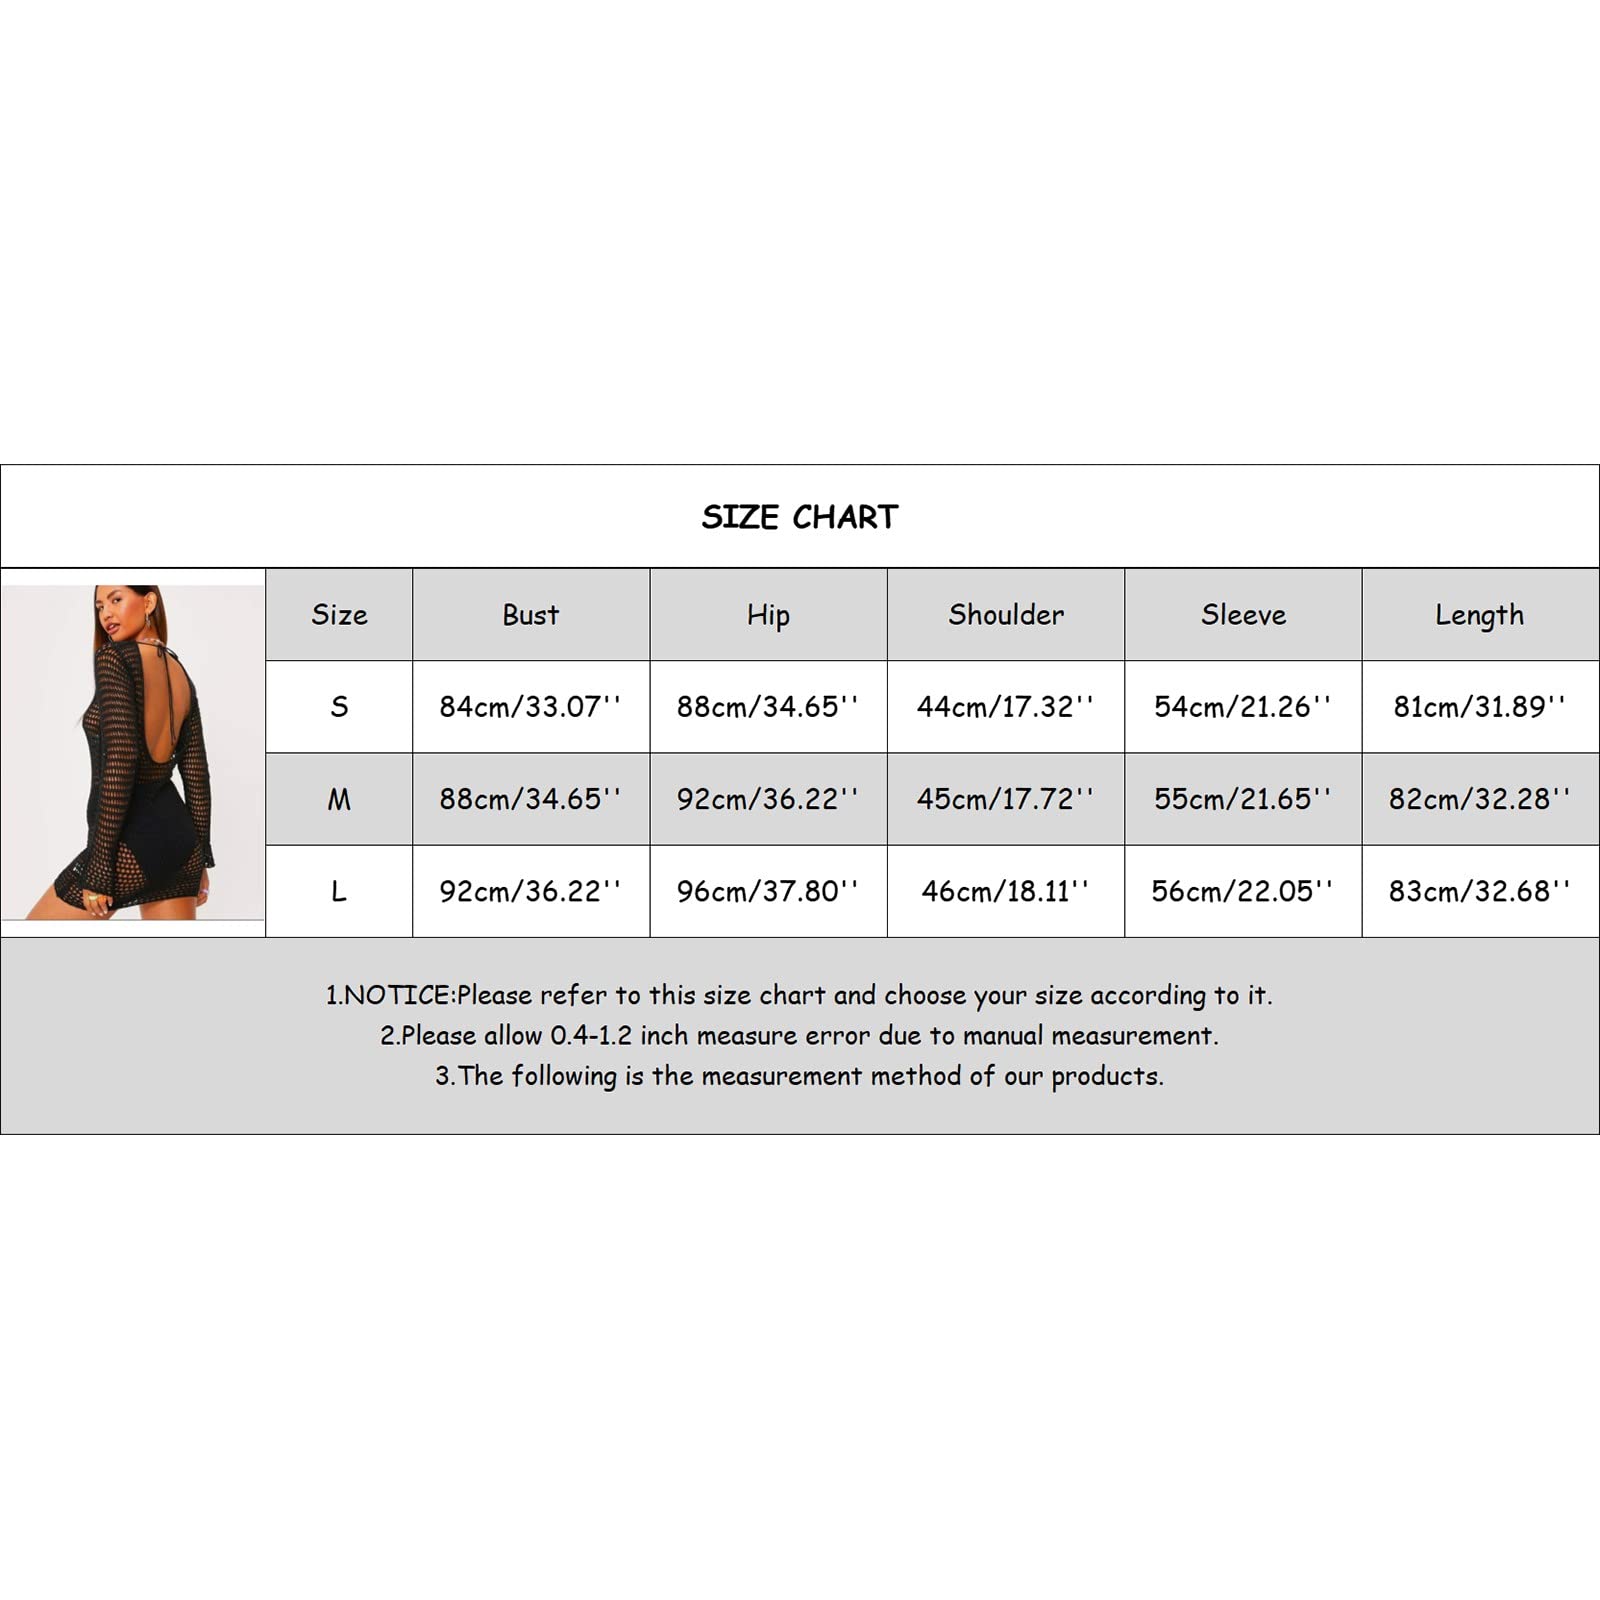 SIZE CHART
Size Bust Hip Shoulder Sleeve Length
S 84cm/33.07'' 88cm/34.65'' 44cm/17.32'' 54cm/21.26'' 81cm/31.89''
M 88cm/34.65'' 92cm/36.22'' 45cm/17.72'' 55cm/21.65'' 82cm/32.28''
L 92cm/36.22'' 96cm/37.80'' 46cm/18.11'' 56cm/22.05'' 83cm/32.68''
1.NOTICE:Please refer to this size chart and choose your size according to it.
2.Please allow 0.4-1.2 inch measure error due to manual measurement.
3.The following is the measurement method of our products.